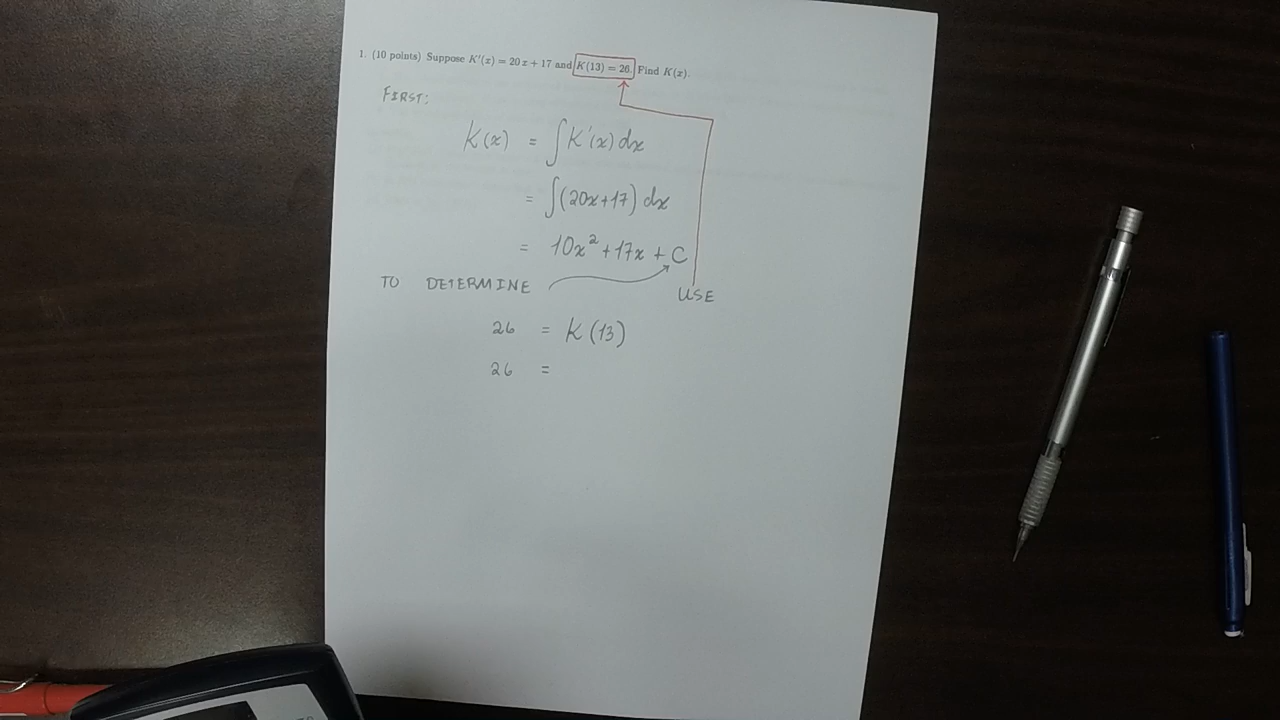 1. (10 points) Suppose K'(x) = 20 x + 17 and K(13) = 26. Find K(x).
FIRST:
K(x) = ∫K'(x) dx
= ∫(20x+17) dx
= 10x² + 17x + C
TO DETERMINE
USE
26 = K(13)
26 =